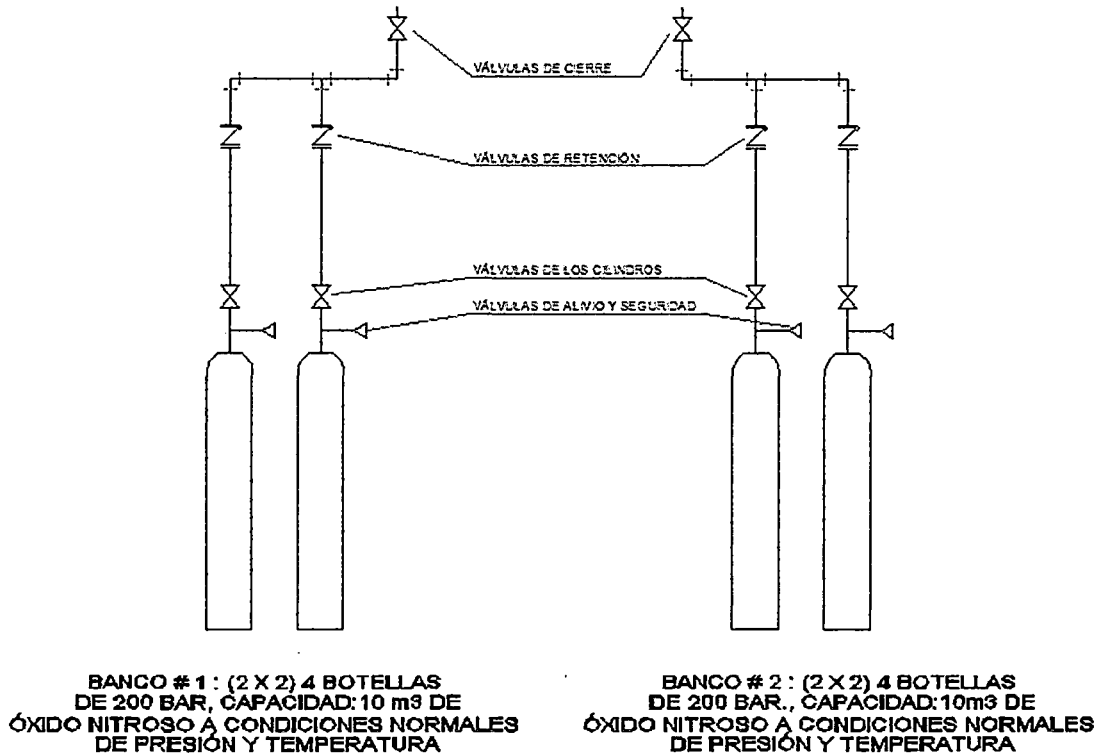 VÁLVULAS DE CIERRE
VÁLVULAS DE RETENCIÓN
VÁLVULAS DE LOS CILINDROS
VÁLVULAS DE ALIVIO Y SEGURIDAD
BANCO # 1 : (2 X 2) 4 BOTELLAS
DE 200 BAR, CAPACIDAD: 10 m3 DE
ÓXIDO NITROSO A CONDICIONES NORMALES
DE PRESIÓN Y TEMPERATURA
BANCO # 2 : (2 X 2) 4 BOTELLAS
DE 200 BAR., CAPACIDAD: 10m3 DE
ÓXIDO NITROSO A CONDICIONES NORMALES
DE PRESIÓN Y TEMPERATURA